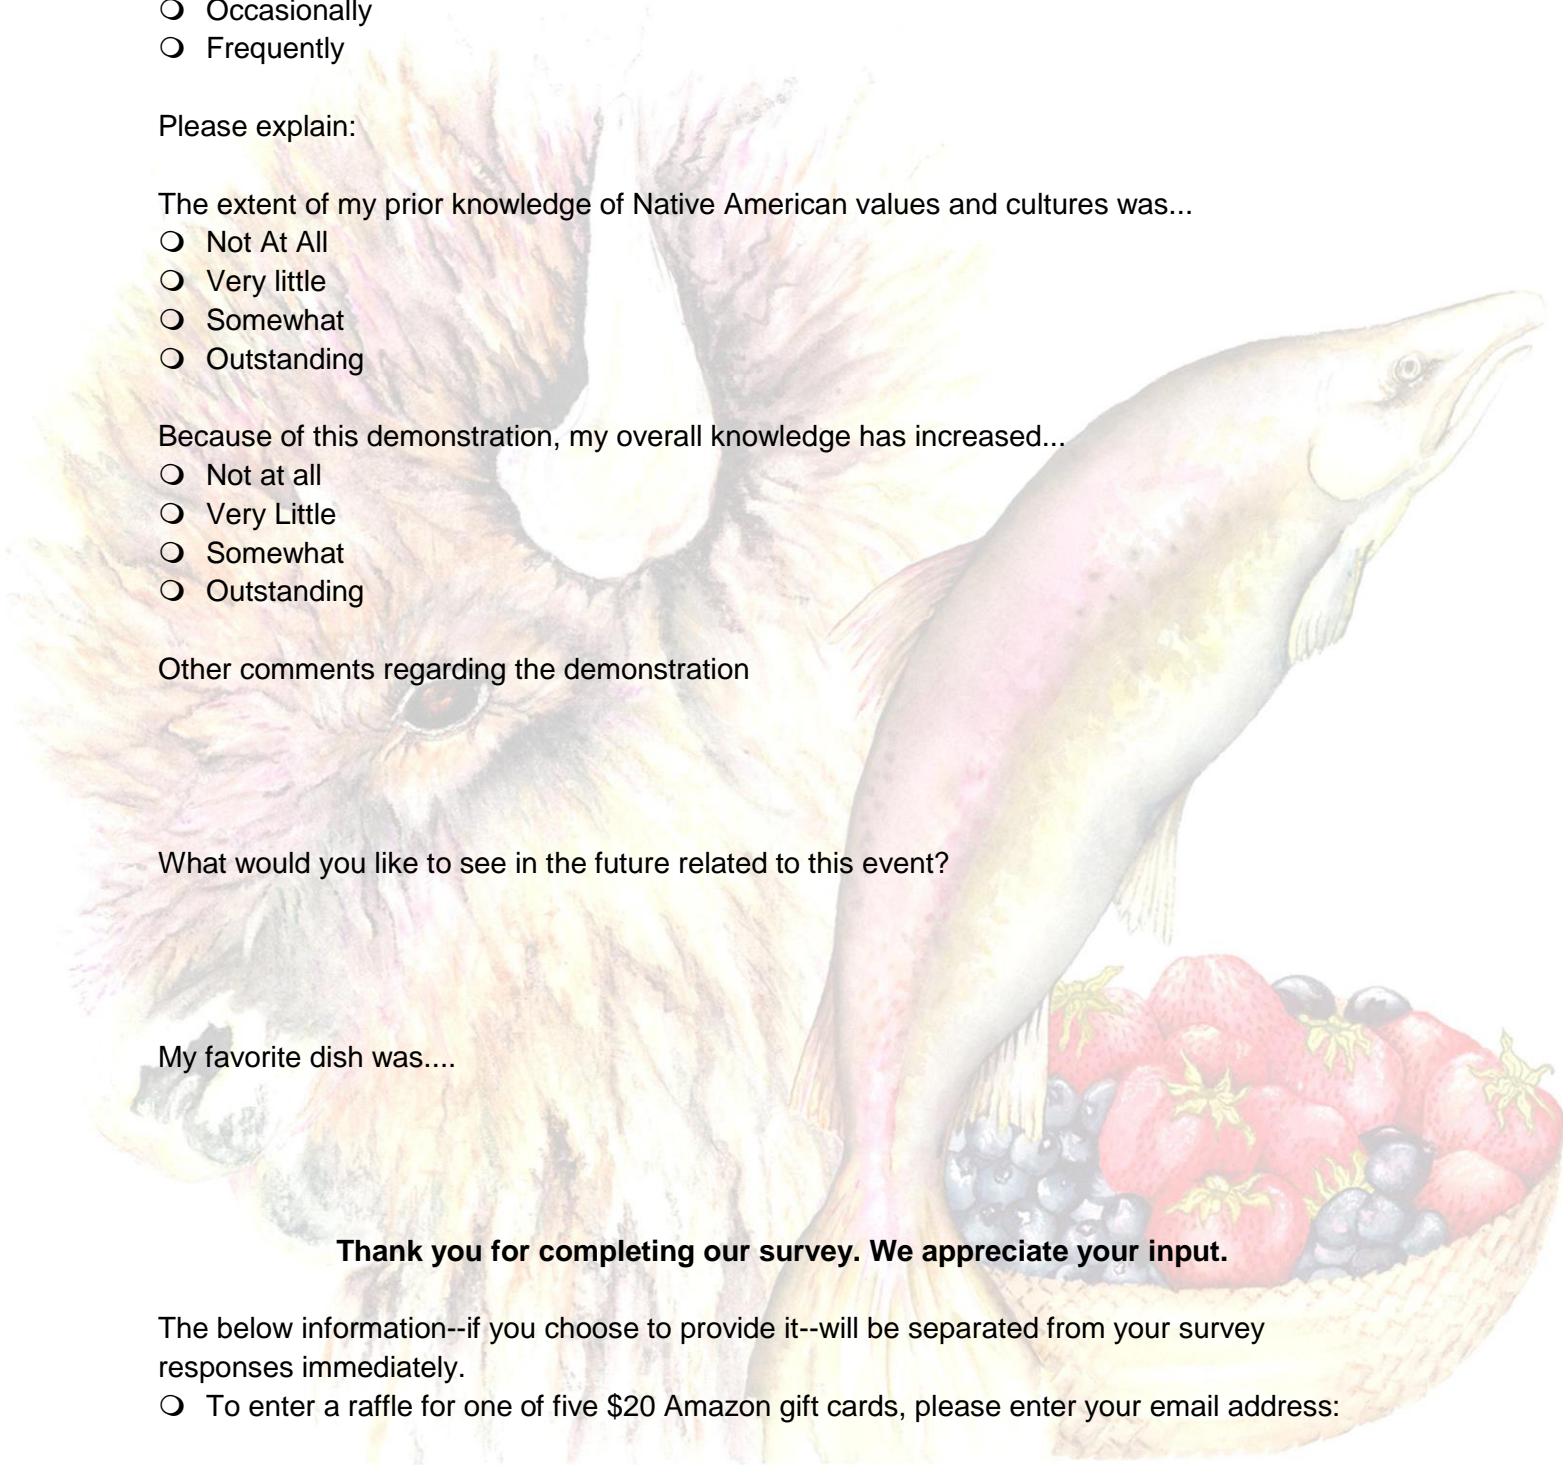 ❍ Occasionally
❍ Frequently
Please explain:
The extent of my prior knowledge of Native American values and cultures was...
❍ Not At All
❍ Very little
❍ Somewhat
❍ Outstanding
Because of this demonstration, my overall knowledge has increased...
❍ Not at all
❍ Very Little
❍ Somewhat
❍ Outstanding
Other comments regarding the demonstration
What would you like to see in the future related to this event?
My favorite dish was....
Thank you for completing our survey. We appreciate your input.
The below information--if you choose to provide it--will be separated from your survey
responses immediately.
❍ To enter a raffle for one of five $20 Amazon gift cards, please enter your email address: